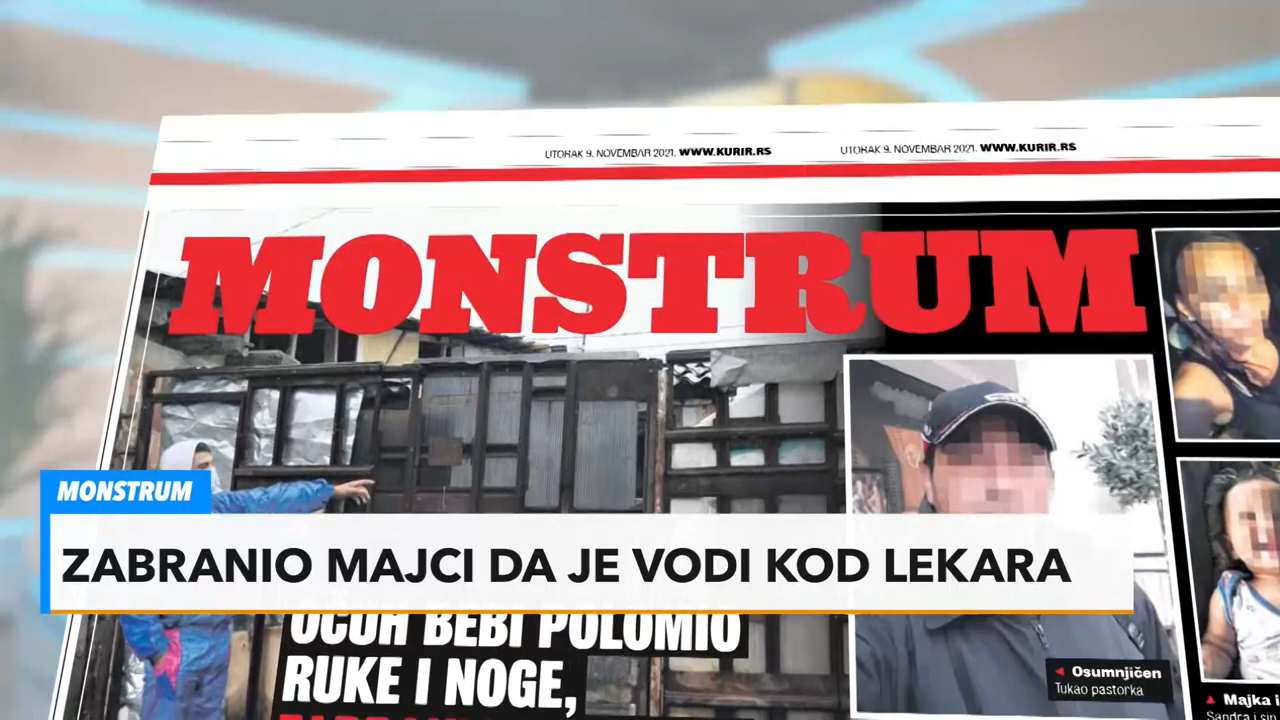 UTORAK 9. NOVEMBAR 2021. WWW.KURIR.RS
UTORAK 9. NOVEMBAR 2021. WWW.KURIR.RS
MONSTRUM
MONSTRUM
ZABRANIO MAJCI DA JE VODI KOD LEKARA
OČUH BEBI POLOMIO
RUKE I NOGE,
Osumnjičen
Tukao pastorka
Majka i
Sandra i